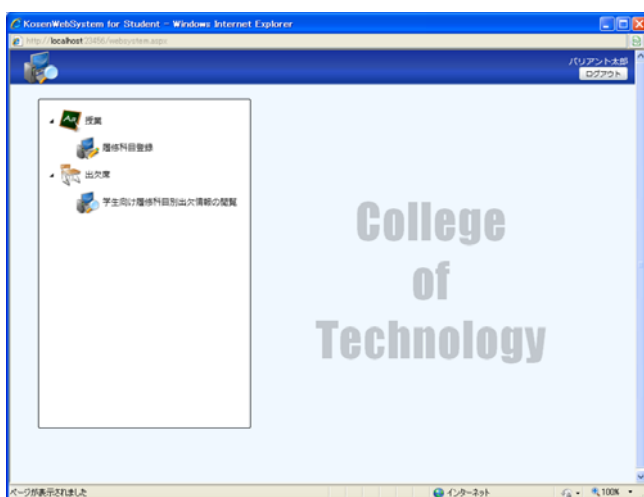 KosenWebSystem for Student - Windows Internet Explorer
http://localhost:23456/websystem.aspx
バリアント太郎
ログアウト
授業
履修科目登録
出欠席
学生向け履修科目別出欠情報の閲覧
College
of
Technology
ページが表示されました
インターネット
100%